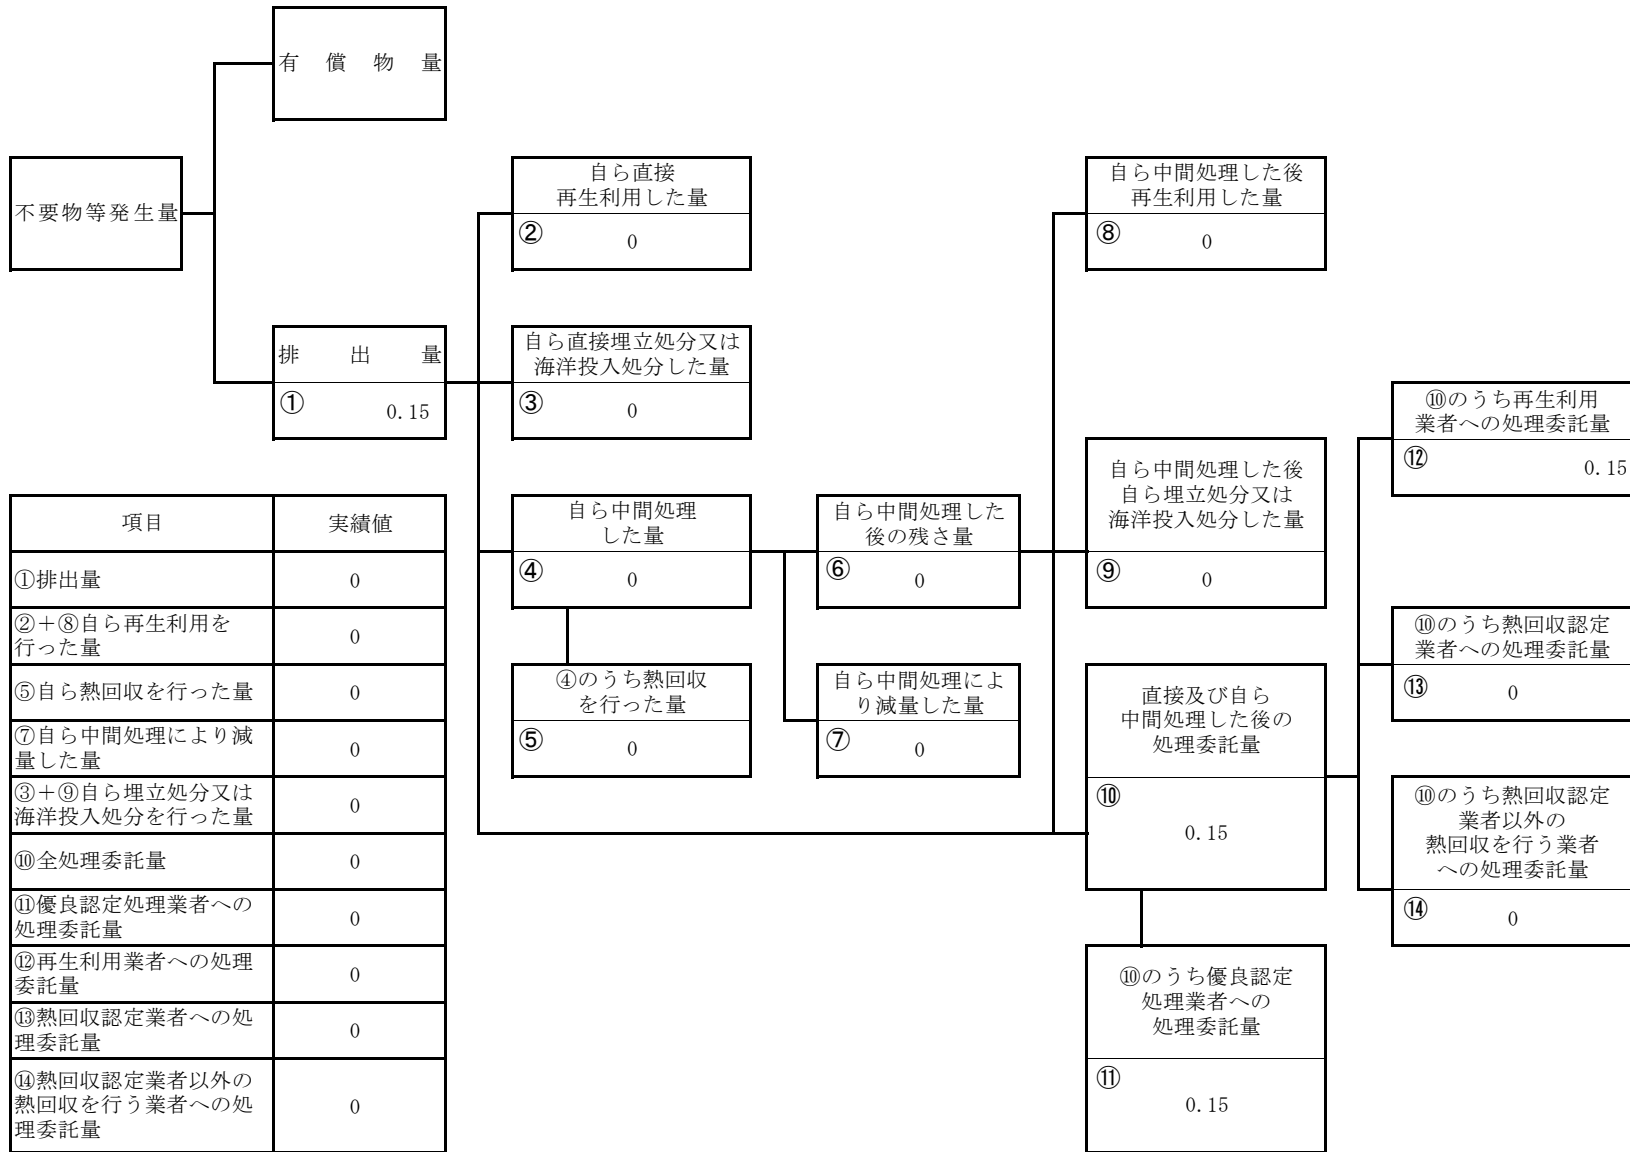 有償物量
不要物等発生量
排出量
①
0.15
自ら直接
再生利用した量
②
0
自ら直接埋立処分又は
海洋投入処分した量
③
0
自ら中間処理
した量
④
0
④のうち熱回収
を行った量
⑤
0
自ら中間処理した
後の残さ量
⑥
0
自ら中間処理によ
り減量した量
⑦
0
自ら中間処理した後
再生利用した量
⑧
0
自ら中間処理した後
自ら埋立処分又は
海洋投入処分した量
⑨
0
直接及び自ら
中間処理した後の
処理委託量
⑩
0.15
⑩のうち優良認定
処理業者への
処理委託量
⑪
0.15
⑩のうち再生利用
業者への処理委託量
⑫
0.15
⑩のうち熱回収認定
業者への処理委託量
⑬
0
⑩のうち熱回収認定
業者以外の
熱回収を行う業者
への処理委託量
⑭
0
項目 実績値
①排出量 0
②+⑧自ら再生利用を
行った量 0
⑤自ら熱回収を行った量 0
⑦自ら中間処理により減
量した量 0
③+⑨自ら埋立処分又は
海洋投入処分を行った量 0
⑩全処理委託量 0
⑪優良認定処理業者への
処理委託量 0
⑫再生利用業者への処理
委託量 0
⑬熱回収認定業者への処
理委託量 0
⑭熱回収認定業者以外の
熱回収を行う業者への処
理委託量 0